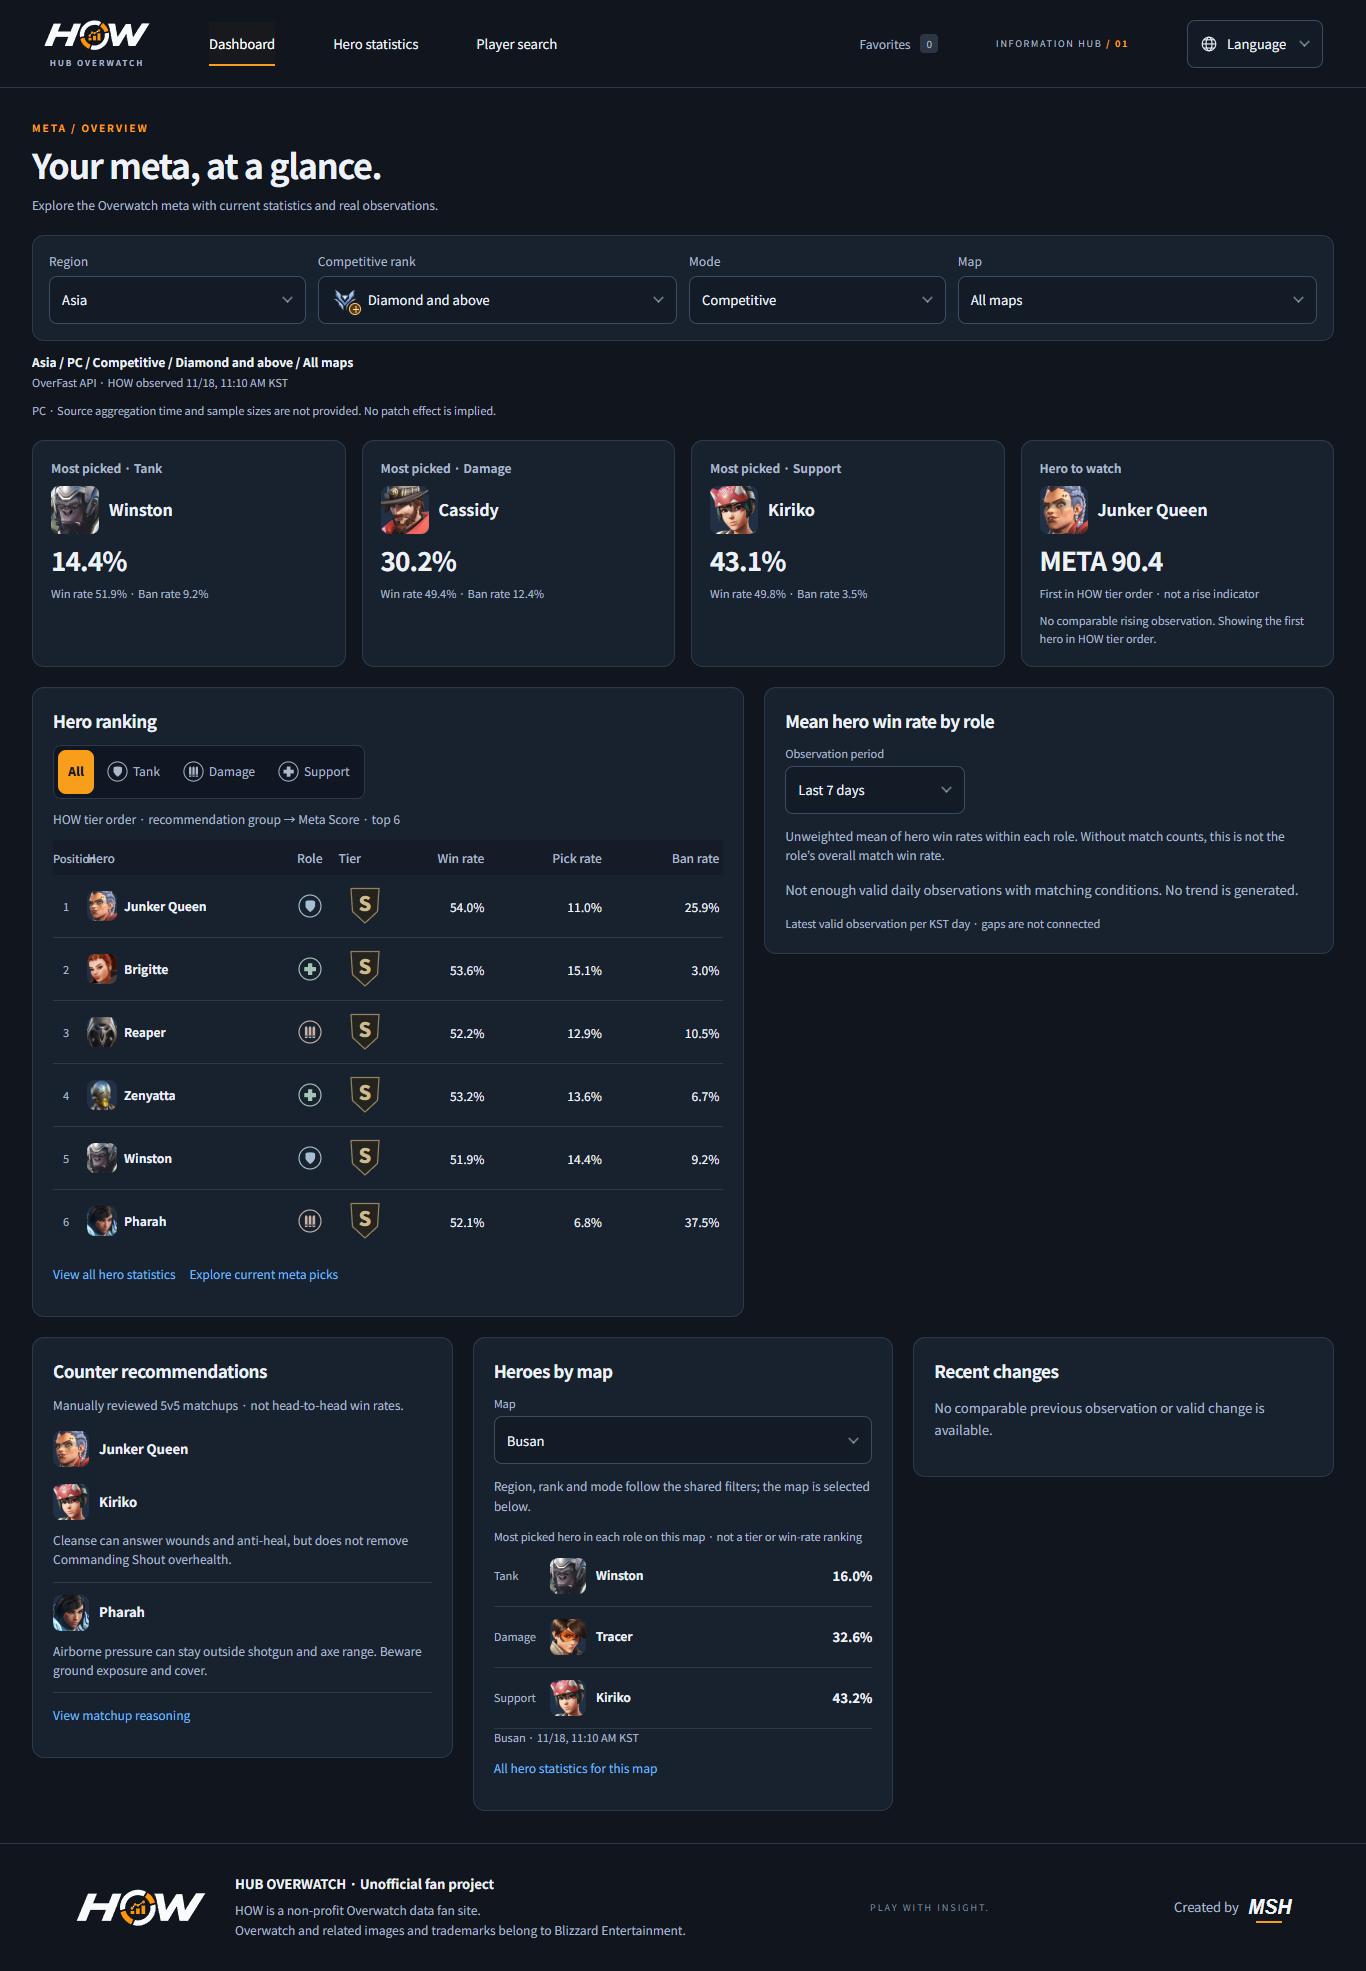 HOW
HUB OVERWATCH
Dashboard
Hero statistics
Player search
Favorites 0
INFORMATION HUB / 01
Language
META / OVERVIEW
Your meta, at a glance.
Explore the Overwatch meta with current statistics and real observations.
Region
Competitive rank
Mode
Map
Asia
Diamond and above
Competitive
All maps
Asia / PC / Competitive / Diamond and above / All maps
OverFast API · HOW observed 11/18, 11:10 AM KST
PC · Source aggregation time and sample sizes are not provided. No patch effect is implied.
Most picked · Tank
Winston
14.4%
Win rate 51.9% · Ban rate 9.2%
Most picked · Damage
Cassidy
30.2%
Win rate 49.4% · Ban rate 12.4%
Most picked · Support
Kiriko
43.1%
Win rate 49.8% · Ban rate 3.5%
Hero to watch
Junker Queen
META 90.4
First in HOW tier order · not a rise indicator
No comparable rising observation. Showing the first
hero in HOW tier order.
Hero ranking
All Tank Damage Support
HOW tier order · recommendation group → Meta Score · top 6
Position Hero Role Tier Win rate Pick rate Ban rate
1 Junker Queen S 54.0% 11.0% 25.9%
2 Brigitte S 53.6% 15.1% 3.0%
3 Reaper S 52.2% 12.9% 10.5%
4 Zenyatta S 53.2% 13.6% 6.7%
5 Winston S 51.9% 14.4% 9.2%
6 Pharah S 52.1% 6.8% 37.5%
View all hero statistics Explore current meta picks
Mean hero win rate by role
Observation period
Last 7 days
Unweighted mean of hero win rates within each role. Without match counts, this is not the
role's overall match win rate.
Not enough valid daily observations with matching conditions. No trend is generated.
Latest valid observation per KST day · gaps are not connected
Counter recommendations
Manually reviewed 5v5 matchups · not head-to-head win rates.
Junker Queen
Kiriko
Cleanse can answer wounds and anti-heal, but does not remove
Commanding Shout overhealth.
Pharah
Airborne pressure can stay outside shotgun and axe range. Beware
ground exposure and cover.
View matchup reasoning
Heroes by map
Map
Busan
Region, rank and mode follow the shared filters; the map is selected
below.
Most picked hero in each role on this map · not a tier or win-rate ranking
Tank Winston 16.0%
Damage Tracer 32.6%
Support Kiriko 43.2%
Busan · 11/18, 11:10 AM KST
All hero statistics for this map
Recent changes
No comparable previous observation or valid change is
available.
HOW
HUB OVERWATCH · Unofficial fan project
HOW is a non-profit Overwatch data fan site.
Overwatch and related images and trademarks belong to Blizzard Entertainment.
PLAY WITH INSIGHT.
Created by MSH